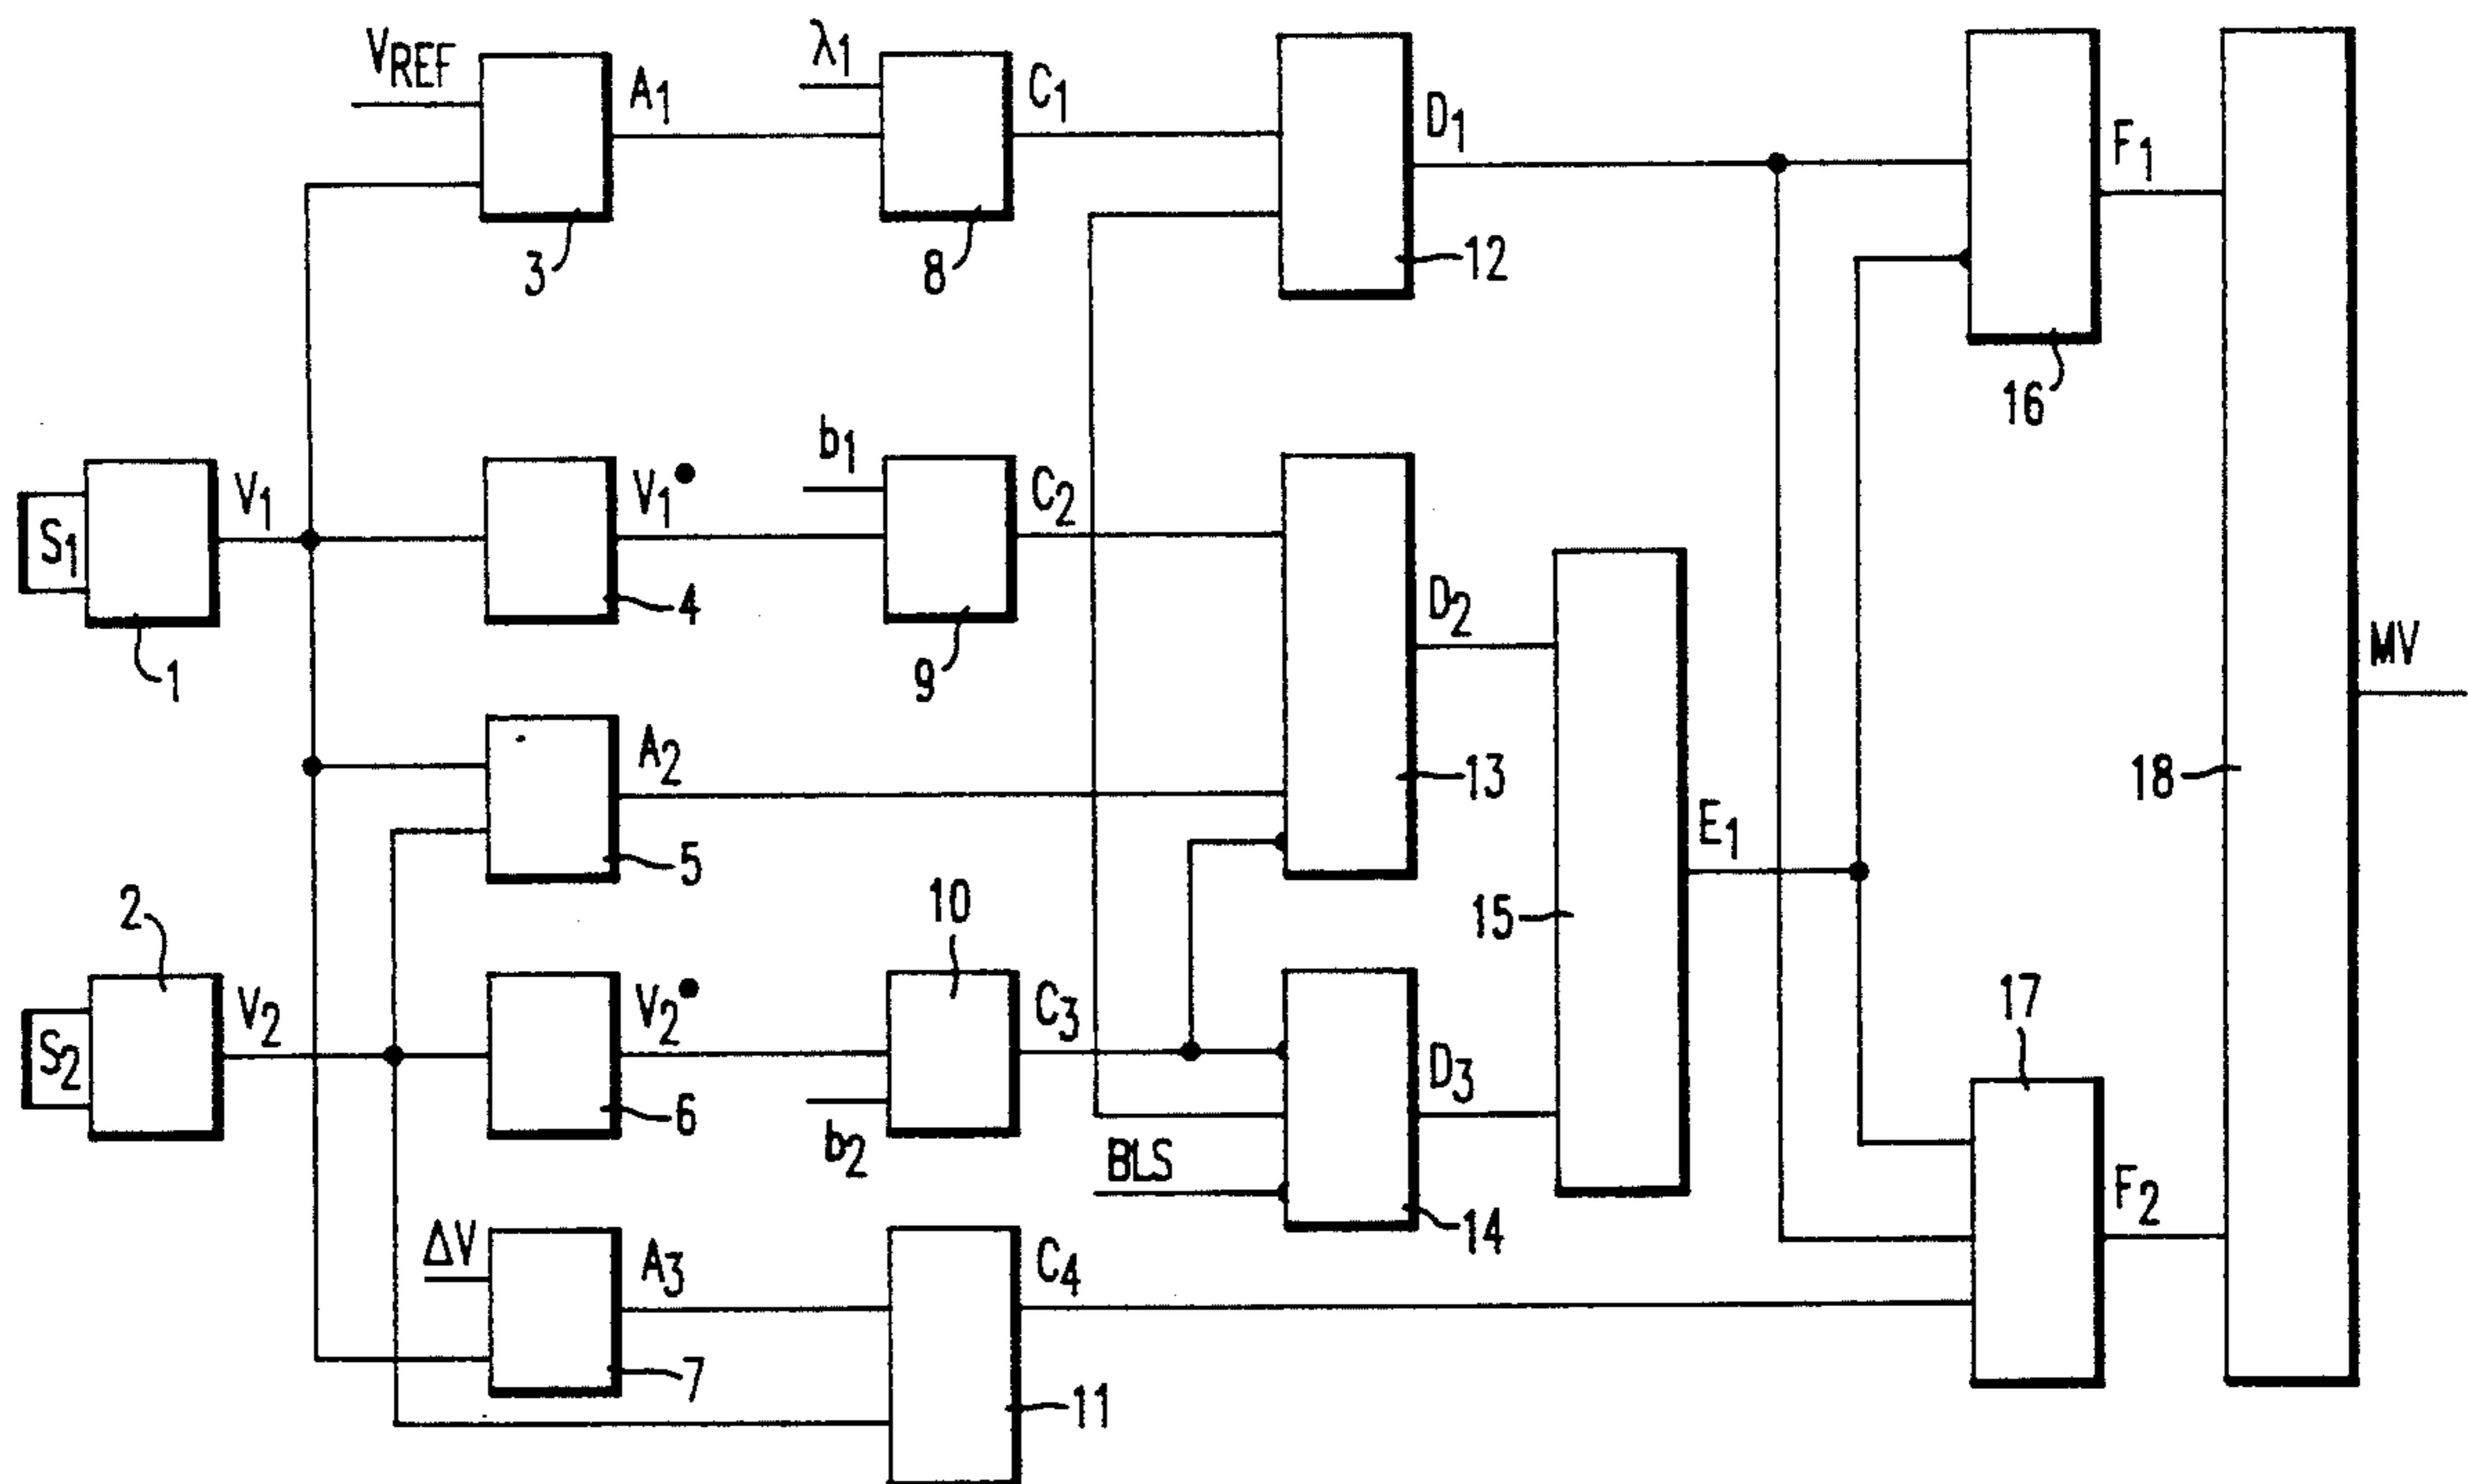 V_REF
A₁
3
λ₁
C₁
8
D₁
12
F₁
16
S₁
V₁
1
V₁•
4
b₁
C₂
9
D₂
13
A₂
5
MV
18
E₁
15
2
S₂
V₂
V₂•
6
10
C₃
b₂
BLS
D₃
14
17
F₂
ΔV
A₃
7
C₄
11